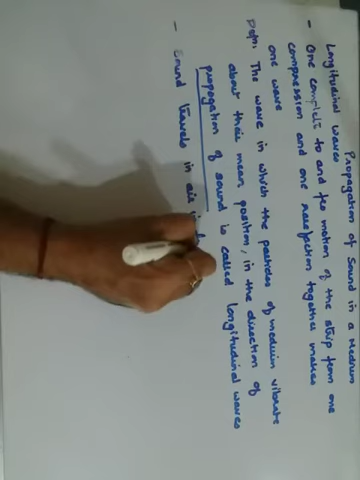 Propagation of Sound in a Medium
Longitudinal waves
- One complete to and fro motion of the strip from one
compression and one rarefaction together makes
one wave
Defn: The wave in which the particles of medium vibrate
about their mean position, in the direction of
propogation of sound is called longitudinal waves
- Sound travels in air